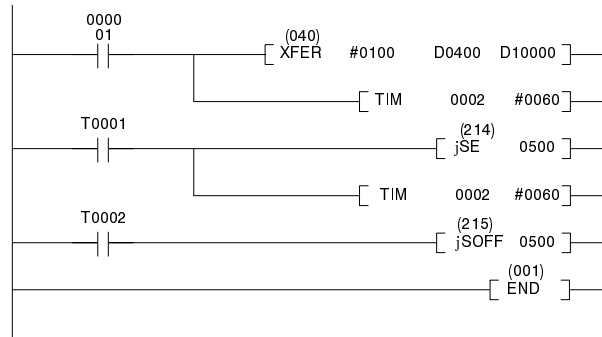 0000
01
(040)
XFER #0100 D0400 D10000
TIM 0002 #0060
T0001
(214)
jSE 0500
TIM 0002 #0060
T0002
(215)
jSOFF 0500
(001)
END